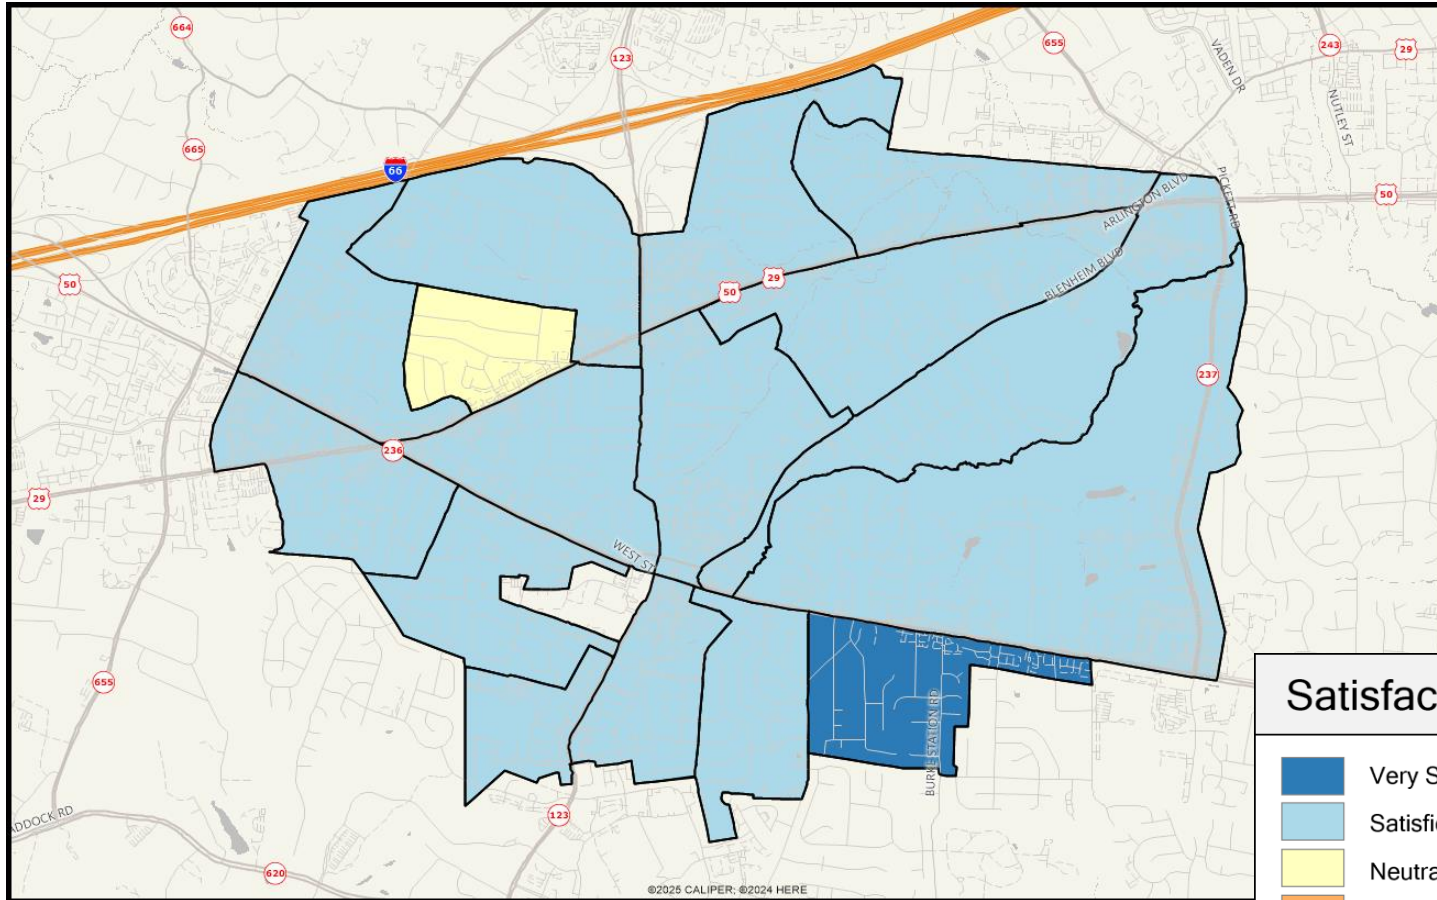 664
123
655
VADEN DR
243
29
NUTLEY ST
665
66
PICKETT RD
50
ARLINGTON BLVD
50
29
50
BLENHEIM BLVD
237
236
29
WEST ST
655
Satisfac
BURKE STATION RD
Very S
Satisfie
Neutra
ADDOCK RD
123
620
©2025 CALIPER; ©2024 HERE